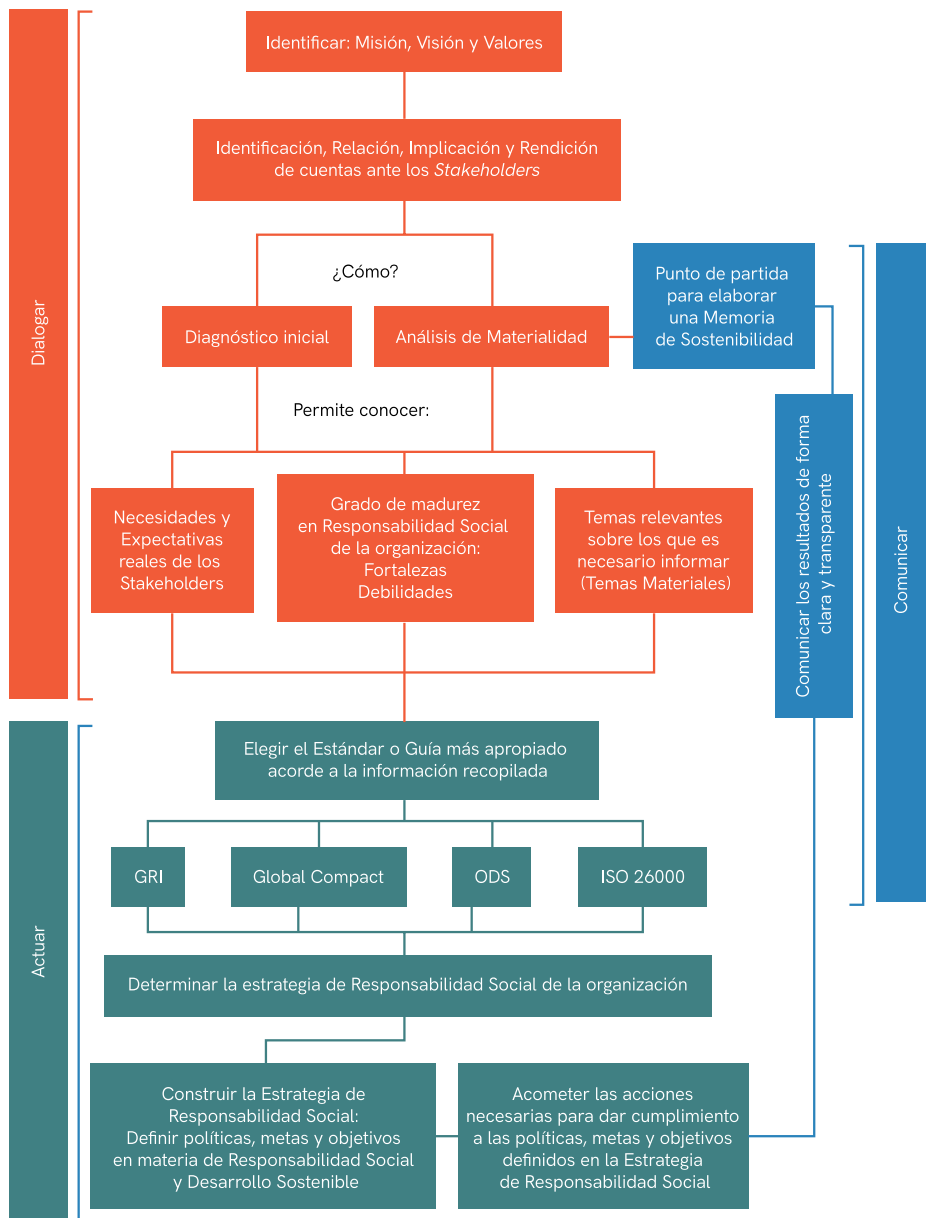 Dialogar
Identificar: Misión, Visión y Valores
Identificación, Relación, Implicación y Rendición
de cuentas ante los Stakeholders
¿Cómo?
Diagnóstico inicial
Análisis de Materialidad
Punto de partida
para elaborar
una Memoria
de Sostenibilidad
Permite conocer:
Necesidades y
Expectativas
reales de los
Stakeholders
Grado de madurez
en Responsabilidad Social
de la organización:
Fortalezas
Debilidades
Temas relevantes
sobre los que es
necesario informar
(Temas Materiales)
Comunicar los resultados de forma
clara y transparente
Comunicar
Actuar
Elegir el Estándar o Guía más apropiado
acorde a la información recopilada
GRI
Global Compact
ODS
ISO 26000
Determinar la estrategia de Responsabilidad Social de la organización
Construir la Estrategia de
Responsabilidad Social:
Definir políticas, metas y objetivos
en materia de Responsabilidad Social
y Desarrollo Sostenible
Acometer las acciones
necesarias para dar cumplimiento
a las políticas, metas y objetivos
definidos en la Estrategia
de Responsabilidad Social